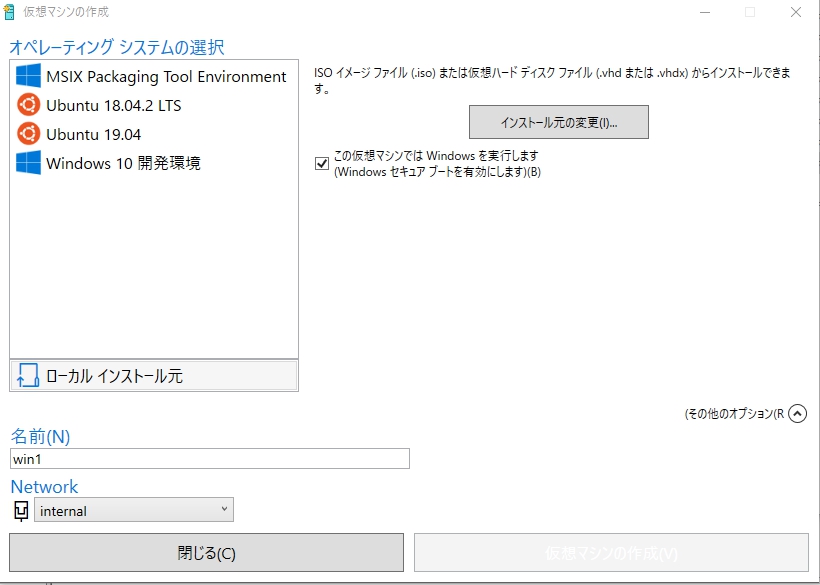 仮想マシンの作成
オペレーティング システムの選択
MSIX Packaging Tool Environment
Ubuntu 18.04.2 LTS
Ubuntu 19.04
Windows 10 開発環境
ローカル インストール元
ISO イメージ ファイル (.iso) または仮想ハード ディスク ファイル (.vhd または .vhdx) からインストールできま
す。
インストール元の変更(I)...
この仮想マシンでは Windows を実行します
(Windows セキュア ブートを有効にします)(B)
(その他のオプション(R
名前(N)
win1
Network
internal
閉じる(C)
仮想マシンの作成(V)